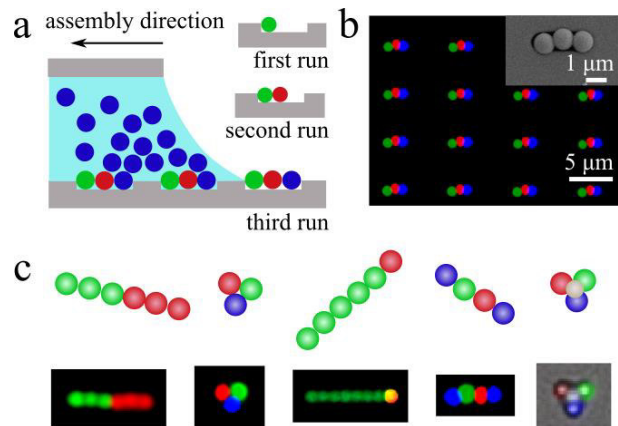 a
assembly direction
first run
second run
third run
b
1 μm
5 μm
c